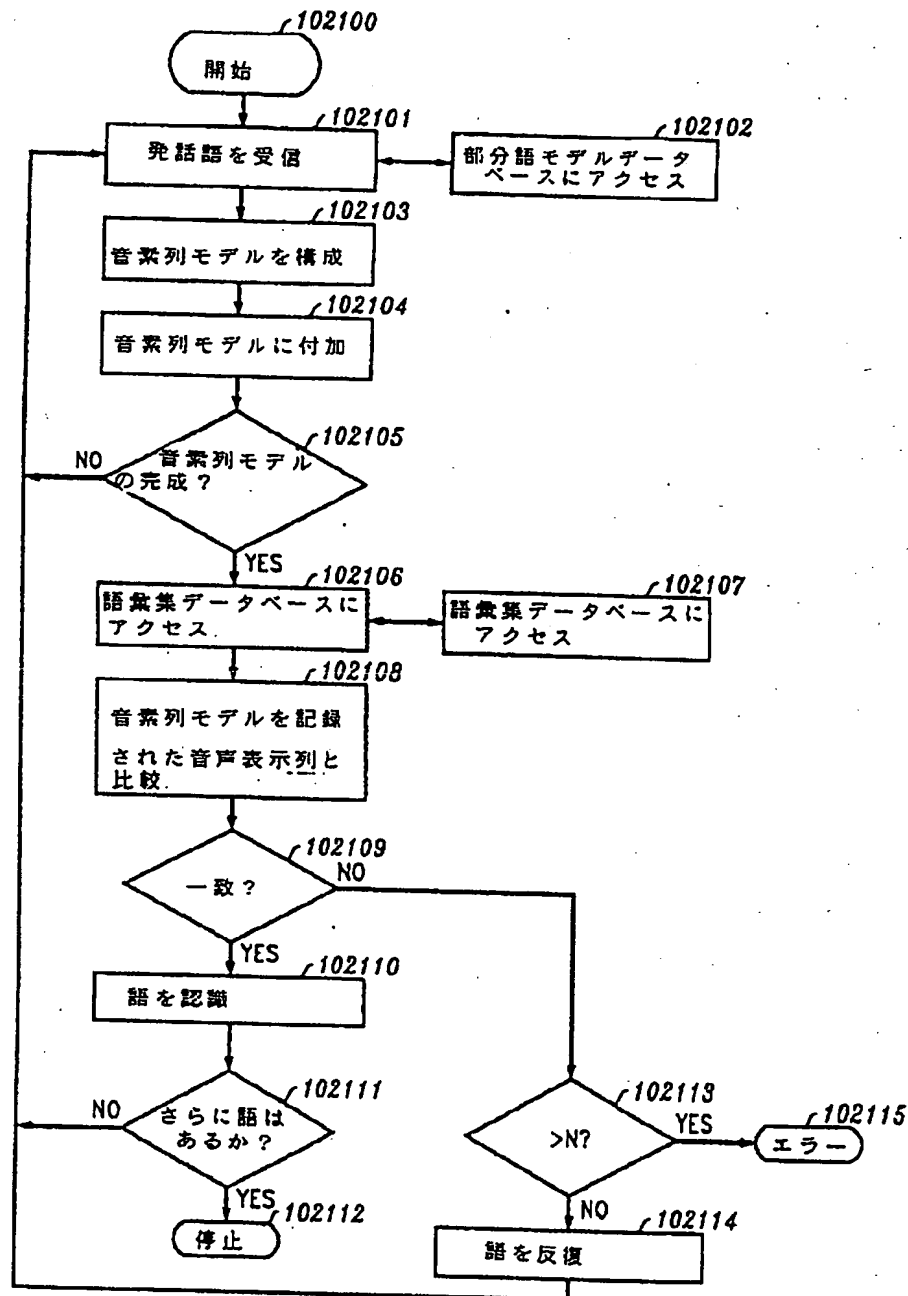 102100
開始
102101
発話語を受信
102102
部分語モデルデータ
ベースにアクセス
102103
音素列モデルを構成
102104
音素列モデルに付加
102105
音素列モデル
の完成?
NO
YES
102106
語彙集データベースに
アクセス
102107
語彙集データベースに
アクセス
102108
音素列モデルを記録
された音声表示列と
比較
102109
一致?
NO
YES
102110
語を認識
102111
さらに語は
あるか?
NO
YES
102112
停止
102113
>N?
YES
102115
エラー
NO
102114
語を反復